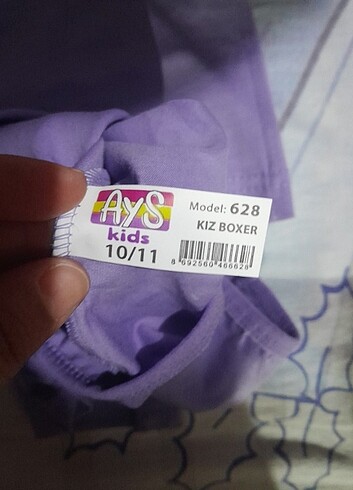 AYS
kids
10/11
Model: 628
KIZ BOXER
8 692560 466628